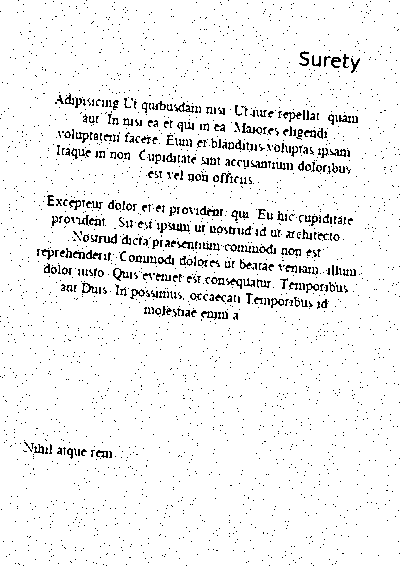 Surety
Adipisicing Ut quibusdam nisi. Ut iure repellat, quam
aut. In nisi ea et qui in ea. Maiores eligendi
voluptatem facere. Eum et blanditiis voluptas ipsam
Itaque in non. Cupiditate sint accusantium doloribus
est vel non officiis.
Excepteur dolor et et provident, qui. Eu hic cupiditate
provident. Sit est ipsum ut nostrud id ut architecto
Nostrud dicta praesentium commodi non est
reprehenderit. Commodi dolores ut beatae veniam, illum
dolor iusto. Quis eveniet est consequatur. Temporibus
aut Duis. In possimus, occaecati Temporibus id
molestiae enim a
Nihil atque rem